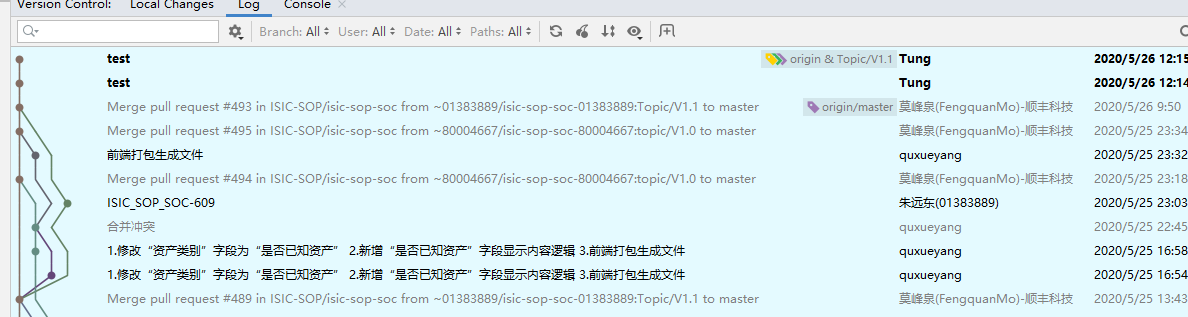 Version Control: Local Changes Log Console
Branch: All User: All Date: All Paths: All
test origin & Topic/V1.1 Tung 2020/5/26 12:15
test Tung 2020/5/26 12:14
Merge pull request #493 in ISIC-SOP/isic-sop-soc from ~01383889/isic-sop-soc-01383889:Topic/V1.1 to master origin/master 莫峰泉(FengquanMo)-顺丰科技 2020/5/26 9:50
Merge pull request #495 in ISIC-SOP/isic-sop-soc from ~80004667/isic-sop-soc-80004667:topic/V1.0 to master 莫峰泉(FengquanMo)-顺丰科技 2020/5/25 23:34
前端打包生成文件 quxueyang 2020/5/25 23:32
Merge pull request #494 in ISIC-SOP/isic-sop-soc from ~80004667/isic-sop-soc-80004667:topic/V1.0 to master 莫峰泉(FengquanMo)-顺丰科技 2020/5/25 23:18
ISIC_SOP_SOC-609 朱远东(01383889) 2020/5/25 23:03
合并冲突 quxueyang 2020/5/25 22:45
1.修改“资产类别”字段为“是否已知资产” 2.新增“是否已知资产”字段显示内容逻辑 3.前端打包生成文件 quxueyang 2020/5/25 16:58
1.修改“资产类别”字段为“是否已知资产” 2.新增“是否已知资产”字段显示内容逻辑 3.前端打包生成文件 quxueyang 2020/5/25 16:54
Merge pull request #489 in ISIC-SOP/isic-sop-soc from ~01383889/isic-sop-soc-01383889:Topic/V1.1 to master 莫峰泉(FengquanMo)-顺丰科技 2020/5/25 13:43